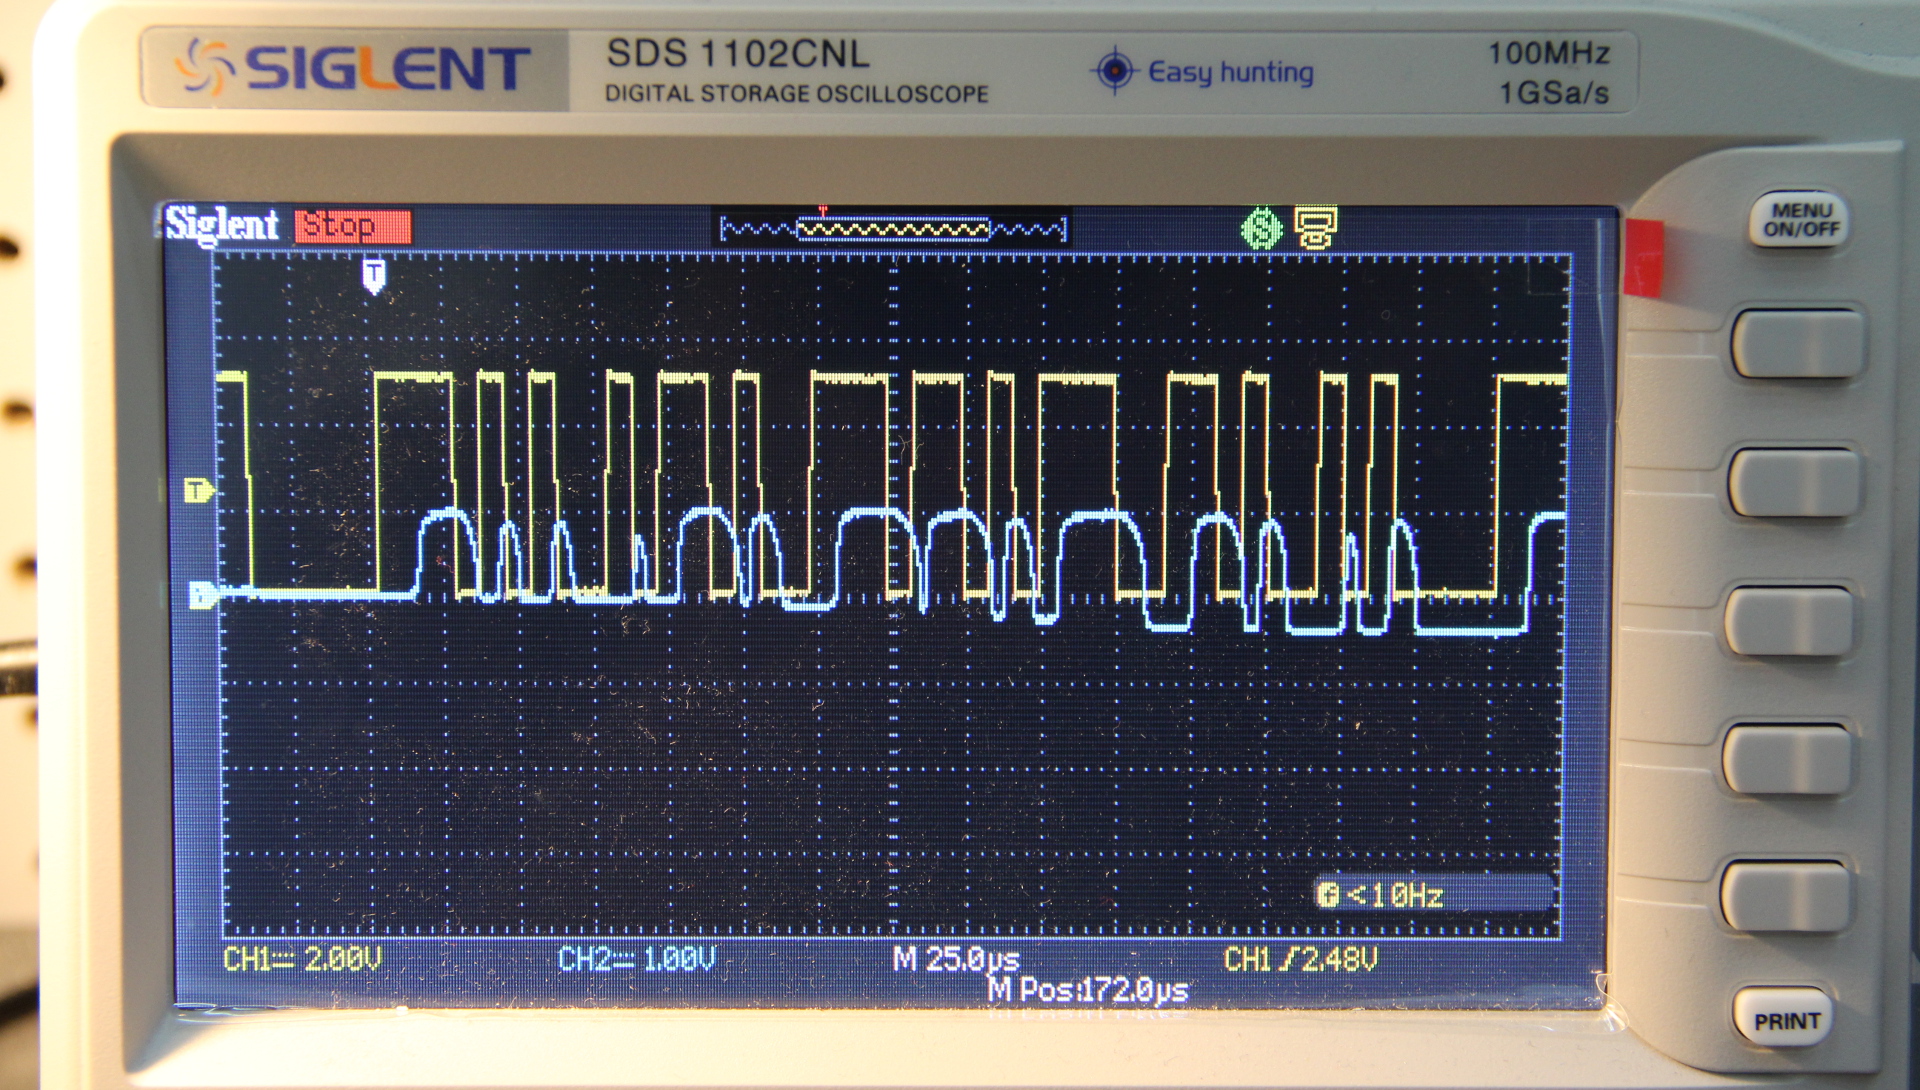 SIGLENT
SDS 1102CNL
DIGITAL STORAGE OSCILLOSCOPE
Easy hunting
100MHz
1GSa/s
Siglent Stop
T
S
T
MENU
ON/OFF
f <10Hz
CH1 2.00V CH2 1.00V M 25.0µs CH1 2.48V
M Pos:172.0µs
PRINT